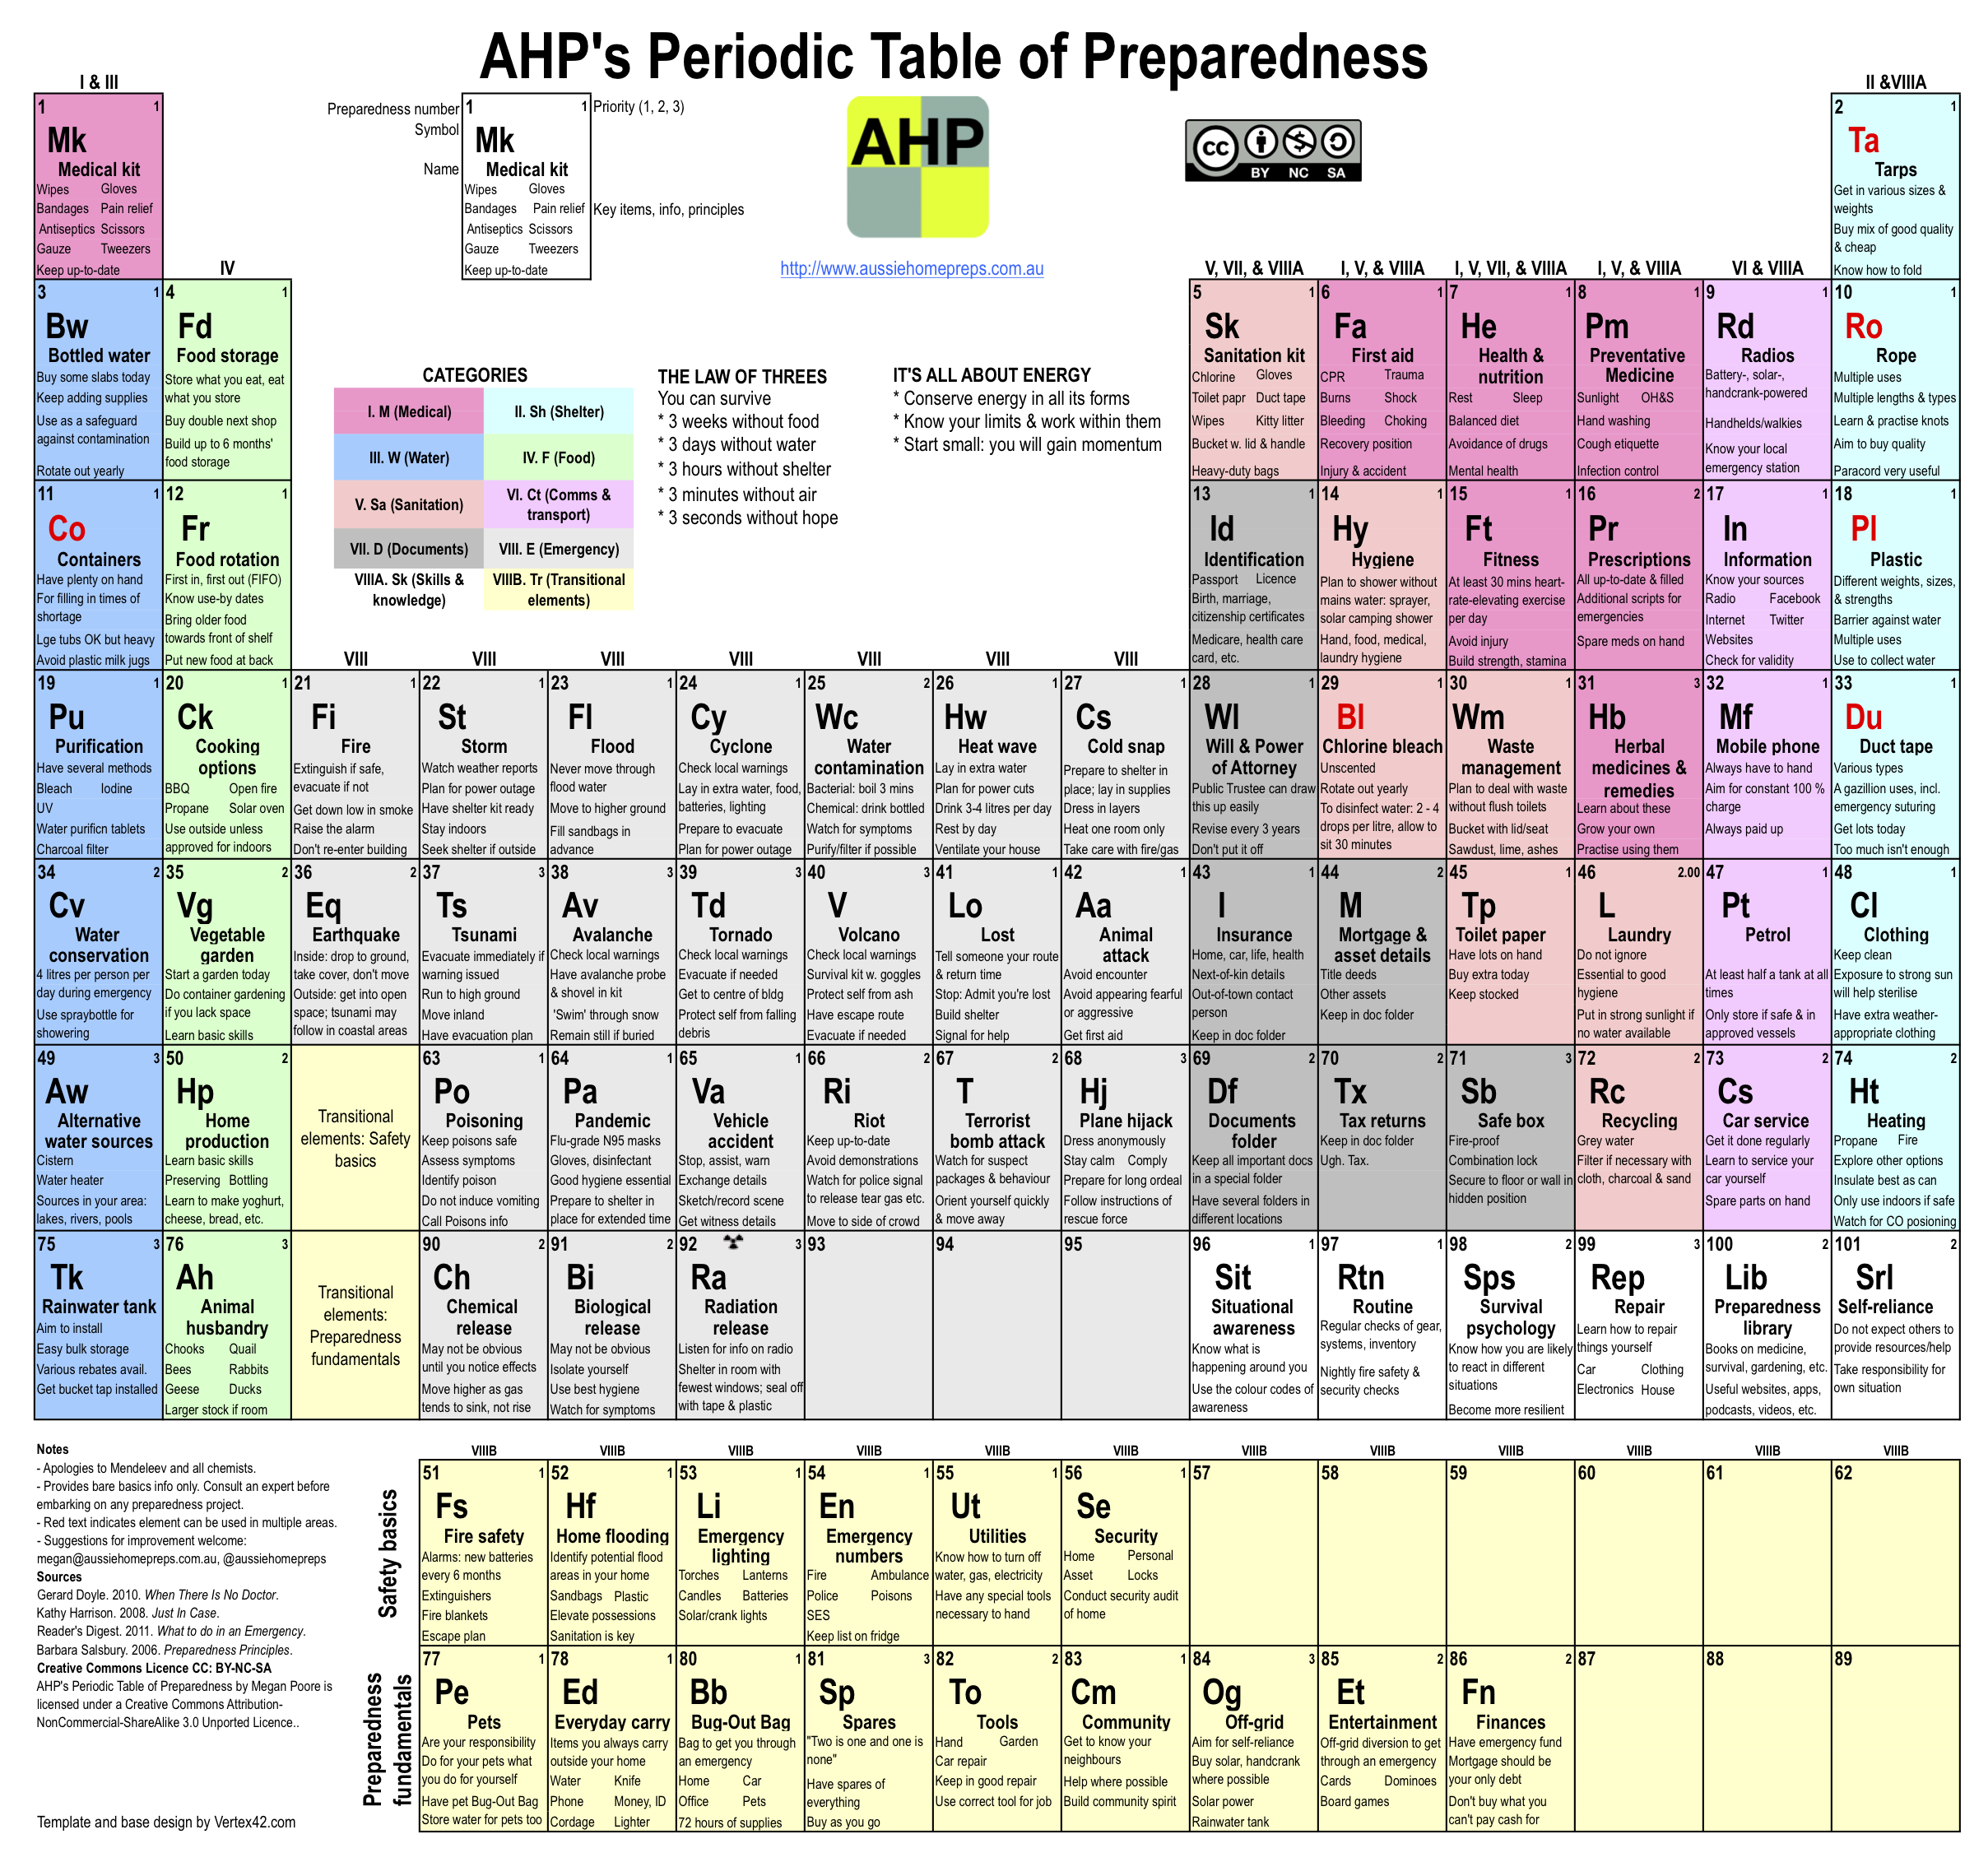 AHP's Periodic Table of Preparedness
I & III
II &VIIIA
1 1
Mk
Medical kit
Wipes Gloves
Bandages Pain relief
Antiseptics Scissors
Gauze Tweezers
Keep up-to-date
Preparedness number
Symbol
Name
1 1
Mk
Medical kit
Wipes Gloves
Bandages Pain relief
Antiseptics Scissors
Gauze Tweezers
Keep up-to-date
Priority (1, 2, 3)
Key items, info, principles
AHP
http://www.aussiehomepreps.com.au
cc
BY NC SA
2 1
Ta
Tarps
Get in various sizes &
weights
Buy mix of good quality
& cheap
Know how to fold
IV
V, VII, & VIIIA
I, V, & VIIIA
I, V, VII, & VIIIA
I, V, & VIIIA
VI & VIIIA
3 1
Bw
Bottled water
Buy some slabs today
Keep adding supplies
Use as a safeguard
against contamination
Rotate out yearly
4 1
Fd
Food storage
Store what you eat, eat
what you store
Buy double next shop
Build up to 6 months'
food storage
CATEGORIES
I. M (Medical)
II. Sh (Shelter)
III. W (Water)
IV. F (Food)
V. Sa (Sanitation)
VI. Ct (Comms &
transport)
VII. D (Documents)
VIII. E (Emergency)
VIIIA. Sk (Skills &
knowledge)
VIIIB. Tr (Transitional
elements)
THE LAW OF THREES
You can survive
* 3 weeks without food
* 3 days without water
* 3 hours without shelter
* 3 minutes without air
* 3 seconds without hope
IT'S ALL ABOUT ENERGY
* Conserve energy in all its forms
* Know your limits & work within them
* Start small: you will gain momentum
5 1
Sk
Sanitation kit
Chlorine Gloves
Toilet papr Duct tape
Wipes Kitty litter
Bucket w. lid & handle
Heavy-duty bags
6 1
Fa
First aid
CPR Trauma
Burns Shock
Bleeding Choking
Recovery position
Injury & accident
7 1
He
Health &
nutrition
Rest Sleep
Balanced diet
Avoidance of drugs
Mental health
8 1
Pm
Preventative
Medicine
Sunlight OH&S
Hand washing
Cough etiquette
Infection control
9 1
Rd
Radios
Battery-, solar-,
handcrank-powered
Handhelds/walkies
Know your local
emergency station
10 1
Ro
Rope
Multiple uses
Multiple lengths & types
Learn & practise knots
Aim to buy quality
Paracord very useful
11 1
Co
Containers
Have plenty on hand
For filling in times of
shortage
Lge tubs OK but heavy
Avoid plastic milk jugs
12 1
Fr
Food rotation
First in, first out (FIFO)
Know use-by dates
Bring older food
towards front of shelf
Put new food at back
13 1
Id
Identification
Passport Licence
Birth, marriage,
citizenship certificates
Medicare, health care
card, etc.
14 1
Hy
Hygiene
Plan to shower without
mains water: sprayer,
solar camping shower
Hand, food, medical,
laundry hygiene
15 1
Ft
Fitness
At least 30 mins heart-
rate-elevating exercise
per day
Avoid injury
Build strength, stamina
16 2
Pr
Prescriptions
All up-to-date & filled
Additional scripts for
emergencies
Spare meds on hand
17 1
In
Information
Know your sources
Radio Facebook
Internet Twitter
Websites
Check for validity
18 1
Pl
Plastic
Different weights, sizes,
& strengths
Barrier against water
Multiple uses
Use to collect water
VIII
VIII
VIII
VIII
VIII
VIII
VIII
19 1
Pu
Purification
Have several methods
Bleach Iodine
UV
Water purificn tablets
Charcoal filter
20 1
Ck
Cooking
options
BBQ Open fire
Propane Solar oven
Use outside unless
approved for indoors
21 1
Fi
Fire
Extinguish if safe,
evacuate if not
Get down low in smoke
Raise the alarm
Don't re-enter building
22 1
St
Storm
Watch weather reports
Plan for power outage
Have shelter kit ready
Stay indoors
Seek shelter if outside
23 1
Fl
Flood
Never move through
flood water
Move to higher ground
Fill sandbags in
advance
24 1
Cy
Cyclone
Check local warnings
Lay in extra water, food,
batteries, lighting
Prepare to evacuate
Plan for power outage
25 2
Wc
Water
contamination
Bacterial: boil 3 mins
Chemical: drink bottled
Watch for symptoms
Purify/filter if possible
26 1
Hw
Heat wave
Lay in extra water
Plan for power cuts
Drink 3-4 litres per day
Rest by day
Ventilate your house
27 1
Cs
Cold snap
Prepare to shelter in
place; lay in supplies
Dress in layers
Heat one room only
Take care with fire/gas
28 1
WI
Will & Power
of Attorney
Public Trustee can draw
this up easily
Revise every 3 years
Don't put it off
29 1
Bl
Chlorine bleach
Unscented
Rotate out yearly
To disinfect water: 2 - 4
drops per litre, allow to
sit 30 minutes
30 1
Wm
Waste
management
Plan to deal with waste
without flush toilets
Bucket with lid/seat
Sawdust, lime, ashes
31 3
Hb
Herbal
medicines &
remedies
Learn about these
Grow your own
Practise using them
32 1
Mf
Mobile phone
Always have to hand
Aim for constant 100 %
charge
Always paid up
33 1
Du
Duct tape
Various types
A gazillion uses, incl.
emergency suturing
Get lots today
Too much isn't enough
34 2
Cv
Water
conservation
4 litres per person per
day during emergency
Use spraybottle for
showering
35 2
Vg
Vegetable
garden
Start a garden today
Do container gardening
if you lack space
Learn basic skills
36 2
Eq
Earthquake
Inside: drop to ground,
take cover, don't move
Outside: get into open
space; tsunami may
follow in coastal areas
37 3
Ts
Tsunami
Evacuate immediately if
warning issued
Run to high ground
Move inland
Have evacuation plan
38 3
Av
Avalanche
Check local warnings
Have avalanche probe
& shovel in kit
'Swim' through snow
Remain still if buried
39 3
Td
Tornado
Check local warnings
Evacuate if needed
Get to centre of bldg
Protect self from falling
debris
40 3
V
Volcano
Check local warnings
Survival kit w. goggles
Protect self from ash
Have escape route
Evacuate if needed
41 1
Lo
Lost
Tell someone your route
& return time
Stop: Admit you're lost
Build shelter
Signal for help
42 1
Aa
Animal
attack
Avoid encounter
Avoid appearing fearful
or aggressive
Get first aid
43 1
I
Insurance
Home, car, life, health
Next-of-kin details
Out-of-town contact
person
Keep in doc folder
44 2
M
Mortgage &
asset details
Title deeds
Other assets
Keep in doc folder
45 1
Tp
Toilet paper
Have lots on hand
Buy extra today
Keep stocked
46 2.00
L
Laundry
Do not ignore
Essential to good
hygiene
Put in strong sunlight if
no water available
47 1
Pt
Petrol
At least half a tank at all
times
Only store if safe & in
approved vessels
48 1
Cl
Clothing
Keep clean
Exposure to strong sun
will help sterilise
Have extra weather-
appropriate clothing
49 3
Aw
Alternative
water sources
Cistern
Water heater
Sources in your area:
lakes, rivers, pools
50 2
Hp
Home
production
Learn basic skills
Preserving Bottling
Learn to make yoghurt,
cheese, bread, etc.
Transitional
elements: Safety
basics
63 1
Po
Poisoning
Keep poisons safe
Assess symptoms
Identify poison
Do not induce vomiting
Call Poisons info
64 1
Pa
Pandemic
Flu-grade N95 masks
Gloves, disinfectant
Good hygiene essential
Prepare to shelter in
place for extended time
65 1
Va
Vehicle
accident
Stop, assist, warn
Exchange details
Sketch/record scene
Get witness details
66 2
Ri
Riot
Keep up-to-date
Avoid demonstrations
Watch for police signal
to release tear gas etc.
Move to side of crowd
67 2
T
Terrorist
bomb attack
Watch for suspect
packages & behaviour
Orient yourself quickly
& move away
68 3
Hj
Plane hijack
Dress anonymously
Stay calm Comply
Prepare for long ordeal
Follow instructions of
rescue force
69 2
Df
Documents
folder
Keep all important docs
in a special folder
Have several folders in
different locations
70 2
Tx
Tax returns
Keep in doc folder
Ugh. Tax.
71 3
Sb
Safe box
Fire-proof
Combination lock
Secure to floor or wall in
hidden position
72 2
Rc
Recycling
Grey water
Filter if necessary with
cloth, charcoal & sand
73 2
Cs
Car service
Get it done regularly
Learn to service your
car yourself
Spare parts on hand
74 2
Ht
Heating
Propane Fire
Explore other options
Insulate best as can
Only use indoors if safe
Watch for CO posioning
75 3
Tk
Rainwater tank
Aim to install
Easy bulk storage
Various rebates avail.
Get bucket tap installed
76 3
Ah
Animal
husbandry
Chooks Quail
Bees Rabbits
Geese Ducks
Larger stock if room
Transitional
elements:
Preparedness
fundamentals
90 2
Ch
Chemical
release
May not be obvious
until you notice effects
Move higher as gas
tends to sink, not rise
91 2
Bi
Biological
release
May not be obvious
Isolate yourself
Use best hygiene
Watch for symptoms
92 3
Ra
Radiation
release
Listen for info on radio
Shelter in room with
fewest windows; seal off
with tape & plastic
93
94
95
96 1
Sit
Situational
awareness
Know what is
happening around you
Use the colour codes of
awareness
97 1
Rtn
Routine
Regular checks of gear,
systems, inventory
Nightly fire safety &
security checks
98 2
Sps
Survival
psychology
Know how you are likely
to react in different
situations
Become more resilient
99 3
Rep
Repair
Learn how to repair
things yourself
Car Clothing
Electronics House
100 2
Lib
Preparedness
library
Books on medicine,
survival, gardening, etc.
Useful websites, apps,
podcasts, videos, etc.
101 2
Srl
Self-reliance
Do not expect others to
provide resources/help
Take responsibility for
own situation
Notes
- Apologies to Mendeleev and all chemists.
- Provides bare basics info only. Consult an expert before
embarking on any preparedness project.
- Red text indicates element can be used in multiple areas.
- Suggestions for improvement welcome:
megan@aussiehomepreps.com.au, @aussiehomepreps
Sources
Gerard Doyle. 2010. When There Is No Doctor.
Kathy Harrison. 2008. Just In Case.
Reader's Digest. 2011. What to do in an Emergency.
Barbara Salsbury. 2006. Preparedness Principles.
Creative Commons Licence CC: BY-NC-SA
AHP's Periodic Table of Preparedness by Megan Poore is
licensed under a Creative Commons Attribution-
NonCommercial-ShareAlike 3.0 Unported Licence..
Template and base design by Vertex42.com
VIIIB
VIIIB
VIIIB
VIIIB
VIIIB
VIIIB
VIIIB
VIIIB
VIIIB
VIIIB
VIIIB
VIIIB
Safety basics
51 1
Fs
Fire safety
Alarms: new batteries
every 6 months
Extinguishers
Fire blankets
Escape plan
52 1
Hf
Home flooding
Identify potential flood
areas in your home
Sandbags Plastic
Elevate possessions
Sanitation is key
53 1
Li
Emergency
lighting
Torches Lanterns
Candles Batteries
Solar/crank lights
54 1
En
Emergency
numbers
Fire Ambulance
Police Poisons
SES
Keep list on fridge
55 1
Ut
Utilities
Know how to turn off
water, gas, electricity
Have any special tools
necessary to hand
56 1
Se
Security
Home Personal
Asset Locks
Conduct security audit
of home
57
58
59
60
61
62
Preparedness
fundamentals
77 1
Pe
Pets
Are your responsibility
Do for your pets what
you do for yourself
Have pet Bug-Out Bag
Store water for pets too
78 1
Ed
Everyday carry
Items you always carry
outside your home
Water Knife
Phone Money, ID
Cordage Lighter
80 1
Bb
Bug-Out Bag
Bag to get you through
an emergency
Home Car
Office Pets
72 hours of supplies
81 3
Sp
Spares
"Two is one and one is
none"
Have spares of
everything
Buy as you go
82 2
To
Tools
Hand Garden
Car repair
Keep in good repair
Use correct tool for job
83 1
Cm
Community
Get to know your
neighbours
Help where possible
Build community spirit
84 3
Og
Off-grid
Aim for self-reliance
Buy solar, handcrank
where possible
Solar power
Rainwater tank
85 2
Et
Entertainment
Off-grid diversion to get
through an emergency
Cards Dominoes
Board games
86 2
Fn
Finances
Have emergency fund
Mortgage should be
your only debt
Don't buy what you
can't pay cash for
87
88
89